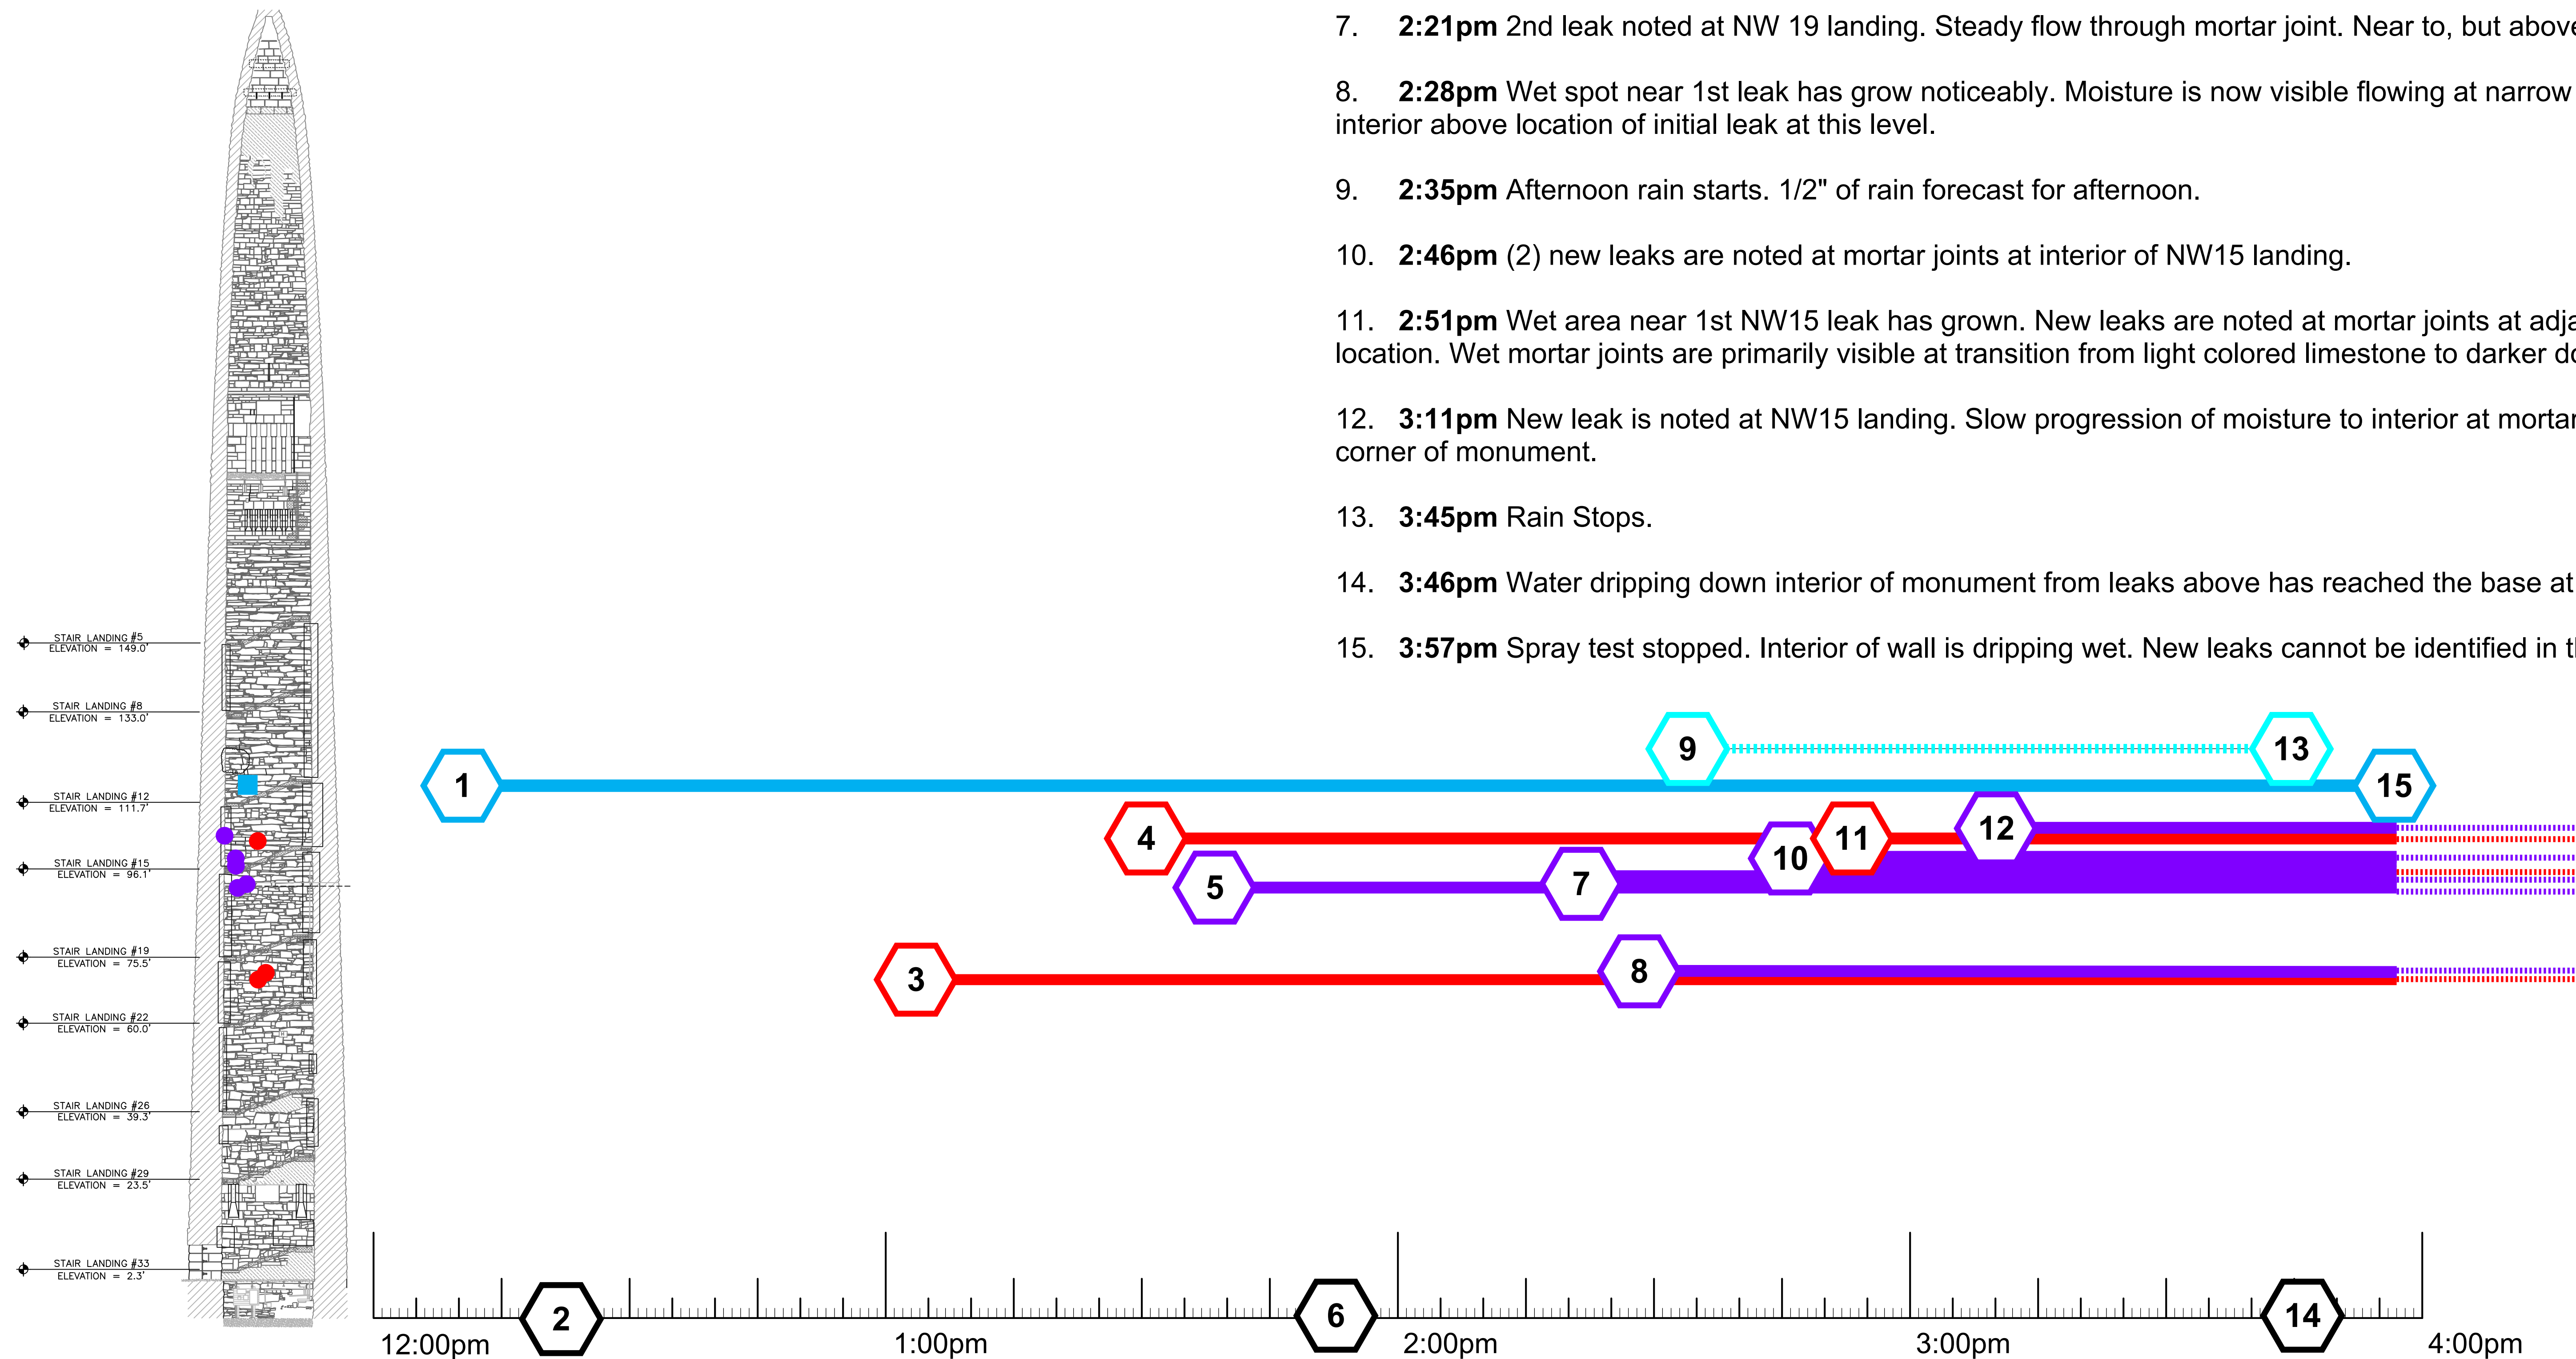 7. 2:21pm 2nd leak noted at NW 19 landing. Steady flow through mortar joint. Near to, but above
8. 2:28pm Wet spot near 1st leak has grow noticeably. Moisture is now visible flowing at narrow
interior above location of initial leak at this level.
9. 2:35pm Afternoon rain starts. 1/2" of rain forecast for afternoon.
10. 2:46pm (2) new leaks are noted at mortar joints at interior of NW15 landing.
11. 2:51pm Wet area near 1st NW15 leak has grown. New leaks are noted at mortar joints at
location. Wet mortar joints are primarily visible at transition from light colored limestone to darker
12. 3:11pm New leak is noted at NW15 landing. Slow progression of moisture to interior at mortar
corner of monument.
13. 3:45pm Rain Stops.
14. 3:46pm Water dripping down interior of monument from leaks above has reached the base at
15. 3:57pm Spray test stopped. Interior of wall is dripping wet. New leaks cannot be identified in
STAIR LANDING #5
ELEVATION = 149.0'
STAIR LANDING #8
ELEVATION = 133.0'
STAIR LANDING #12
ELEVATION = 111.7'
STAIR LANDING #15
ELEVATION = 96.1'
STAIR LANDING #19
ELEVATION = 75.5'
STAIR LANDING #22
ELEVATION = 60.0'
STAIR LANDING #26
ELEVATION = 39.3'
STAIR LANDING #29
ELEVATION = 23.5'
STAIR LANDING #33
ELEVATION = 2.3'
9
13
1
15
4
12
11
10
5
7
3
8
2
6
14
12:00pm
1:00pm
2:00pm
3:00pm
4:00pm